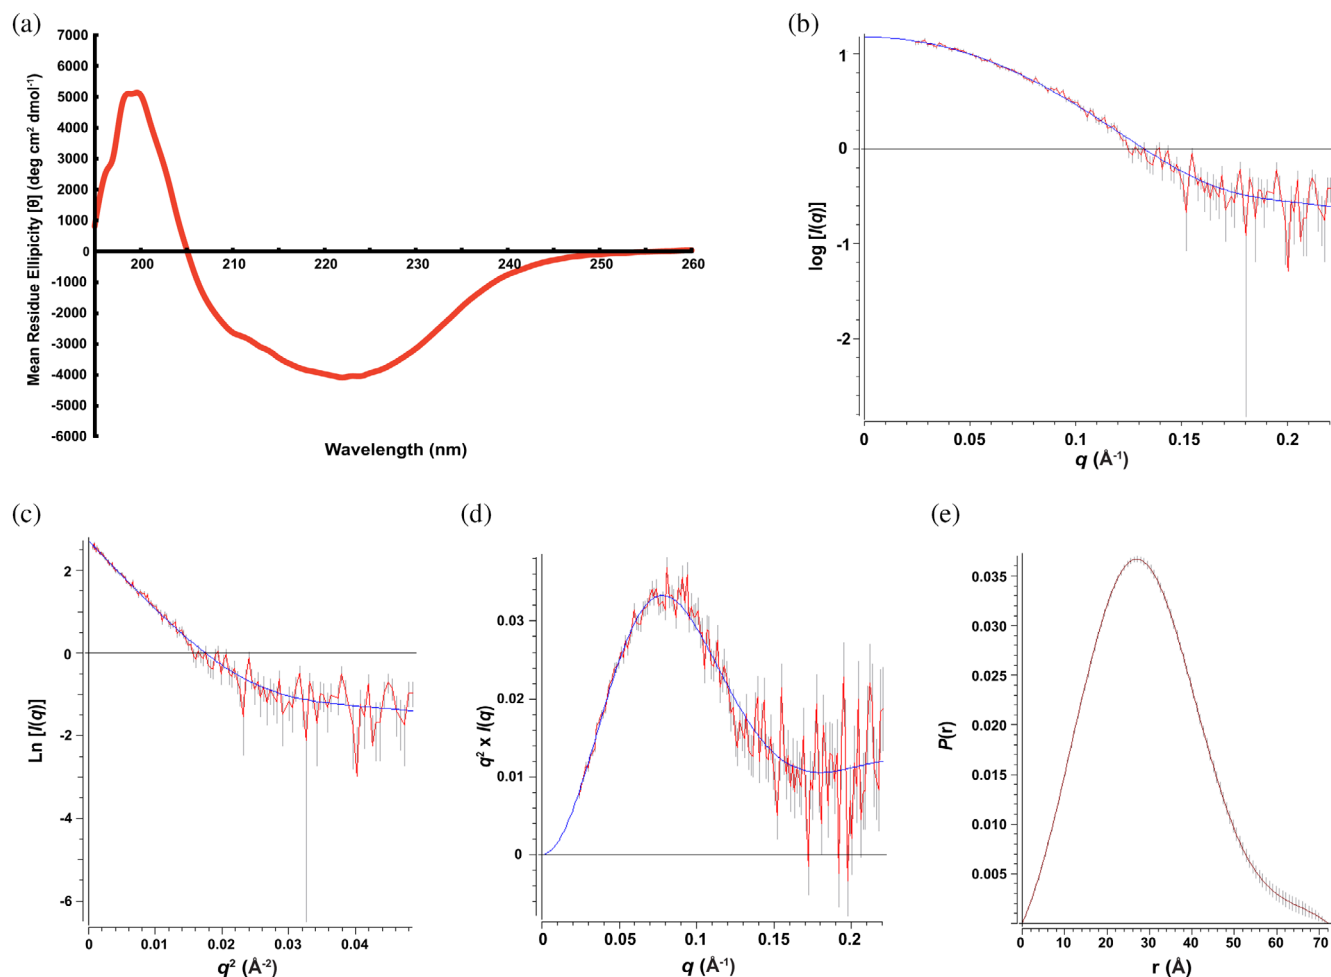 (a)
7000
6000
5000
4000
3000
2000
1000
0
-1000
-2000
-3000
-4000
-5000
-6000
Mean Residue Ellipicity [θ] (deg cm² dmol⁻¹)
200 210 220 230 240 250 260
Wavelength (nm)
(b)
1
0
-1
-2
log [I(q)]
0 0.05 0.1 0.15 0.2
q (Å⁻¹)
(c)
2
0
-2
-4
-6
Ln [I(q)]
0 0.01 0.02 0.03 0.04
q² (Å⁻²)
(d)
0.03
0.02
0.01
0
q² x I(q)
0 0.05 0.1 0.15 0.2
q (Å⁻¹)
(e)
0.035
0.030
0.025
0.020
0.015
0.010
0.005
P(r)
0 10 20 30 40 50 60 70
r (Å)